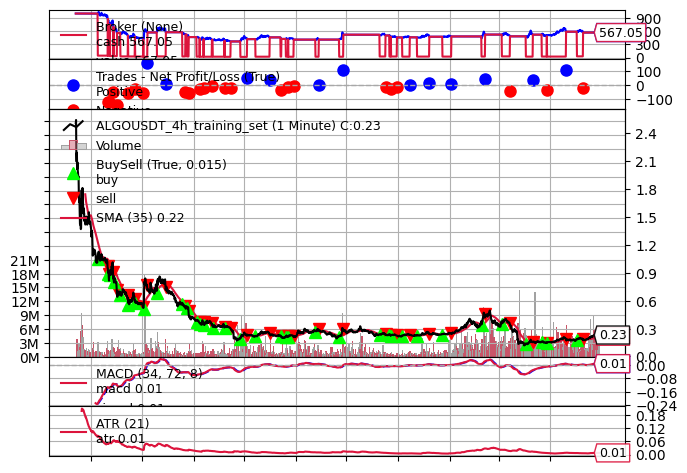 Broker (None)
cash 567.05
value 567.05
900
600
300
0
567.05
Trades - Net Profit/Loss (True)
Positive
Negative
100
0
−100
ALGOUSDT_4h_training_set (1 Minute) C:0.23
Volume
BuySell (True, 0.015)
buy
sell
SMA (35) 0.22
2.4
2.1
1.8
1.5
1.2
0.9
0.6
0.3
0.0
0.23
21M
18M
15M
12M
9M
6M
3M
0M
MACD (34, 72, 8)
macd 0.01
signal 0.01
0.00
−0.08
−0.16
−0.24
0.01
ATR (21)
atr 0.01
0.18
0.12
0.06
0.00
0.01